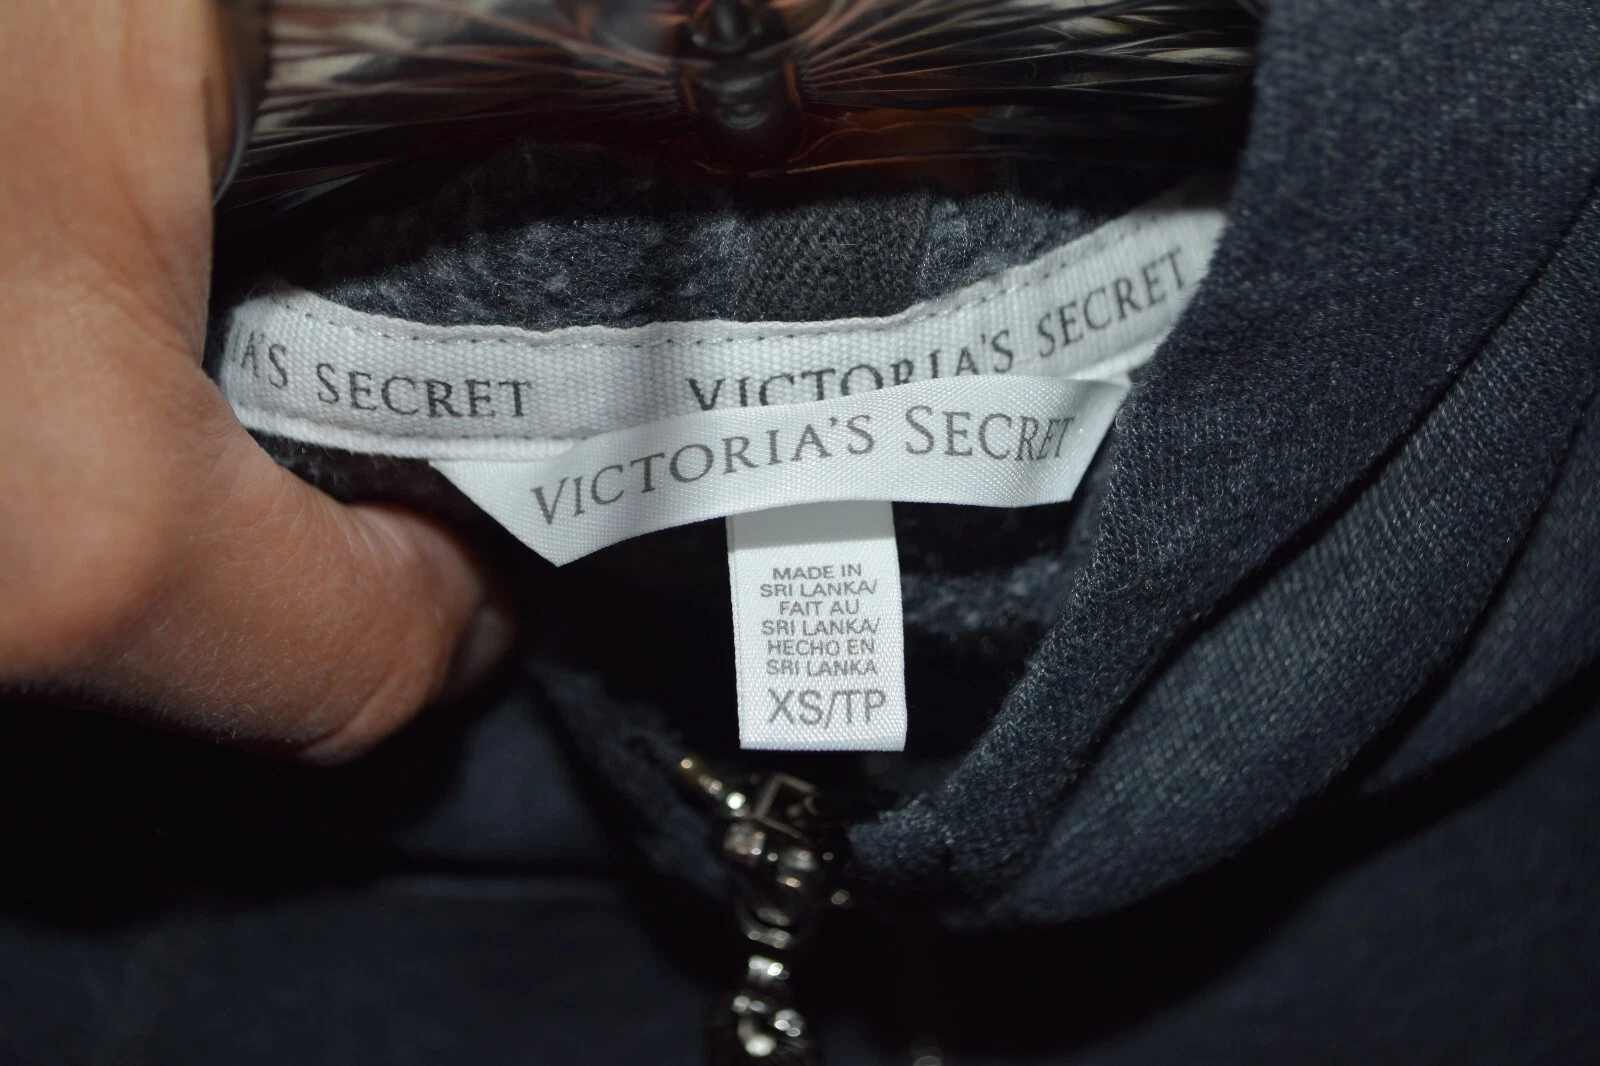 A'S SECRET
VICTORIA'S SECRET
VICTORIA'S SECRET
MADE IN
SRI LANKA/
FAIT AU
SRI LANKA/
HECHO EN
SRI LANKA
XS/TP